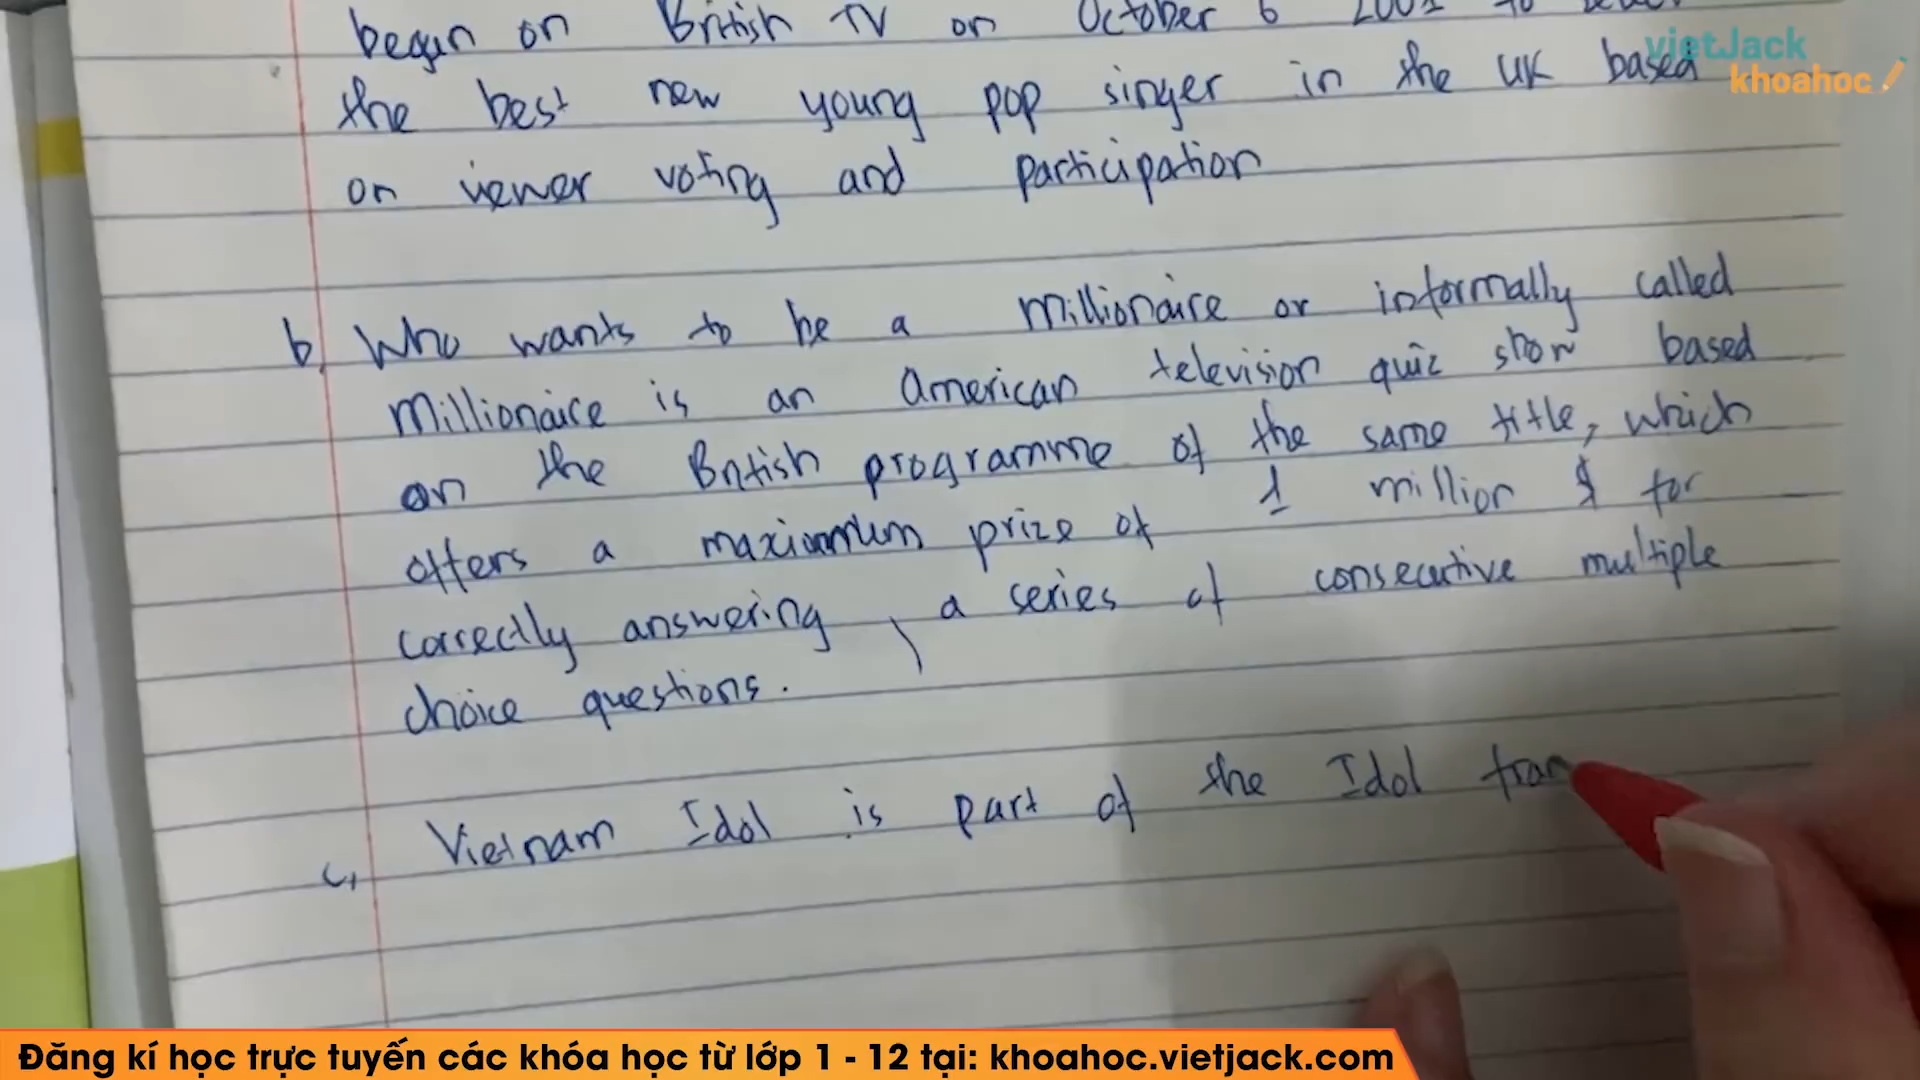 began on British TV on October 6 2001 to
the best new young pop singer in the UK based
on viewer voting and participation
b, Who wants to be a millionaire or informally called
Millionaire is an American television quiz show based
on the British programme of the same title, which
offers a maximum prize of 1 million $ for
correctly answering a series of consecutive multiple
choice questions.
c, Vietnam Idol is part of the Idol fran
vietJack
khoahoc
Đăng kí học trực tuyến các khóa học từ lớp 1 - 12 tại: khoahoc.vietjack.com